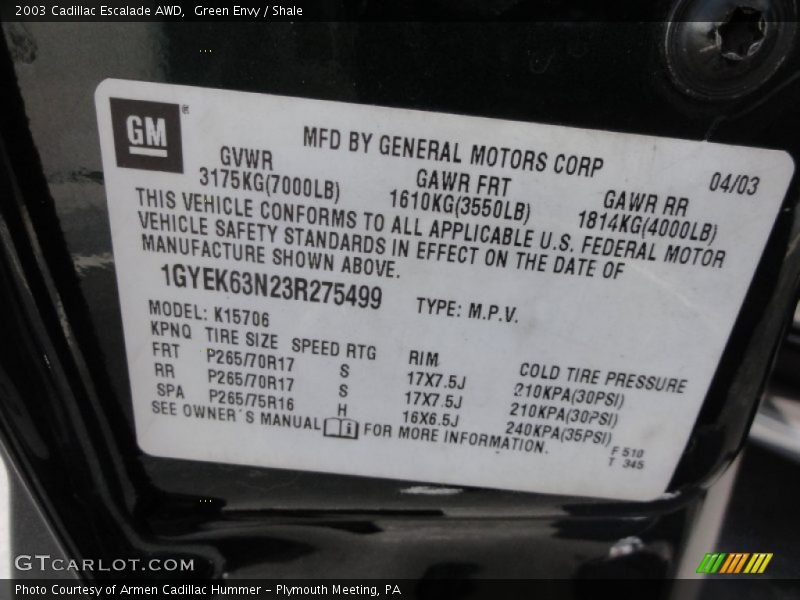 2003 Cadillac Escalade AWD, Green Envy / Shale
GM®
MFD BY GENERAL MOTORS CORP
04/03
GVWR GAWR FRT GAWR RR
3175KG(7000LB) 1610KG(3550LB) 1814KG(4000LB)
THIS VEHICLE CONFORMS TO ALL APPLICABLE U.S. FEDERAL MOTOR
VEHICLE SAFETY STANDARDS IN EFFECT ON THE DATE OF
MANUFACTURE SHOWN ABOVE.
1GYEK63N23R275499 TYPE: M.P.V.
MODEL: K15706
KPNQ TIRE SIZE SPEED RTG RIM COLD TIRE PRESSURE
FRT P265/70R17 S 17X7.5J 210KPA(30PSI)
RR P265/70R17 S 17X7.5J 210KPA(30PSI)
SPA P265/75R16 H 16X6.5J 240KPA(35PSI)
SEE OWNER'S MANUAL i FOR MORE INFORMATION.
F 510
T 345
GTCARLOT.COM
Photo Courtesy of Armen Cadillac Hummer - Plymouth Meeting, PA